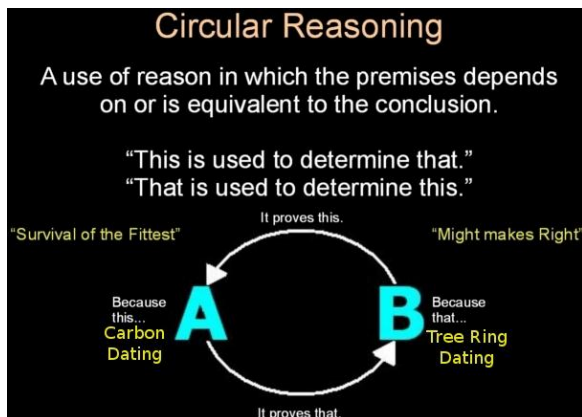 Circular Reasoning
A use of reason in which the premises depends
on or is equivalent to the conclusion.
“This is used to determine that.”
“That is used to determine this.”
It proves this.
“Survival of the Fittest”
“Might makes Right”
Because
this...
Carbon
Dating
A
B
Because
that...
Tree Ring
Dating
It proves that.